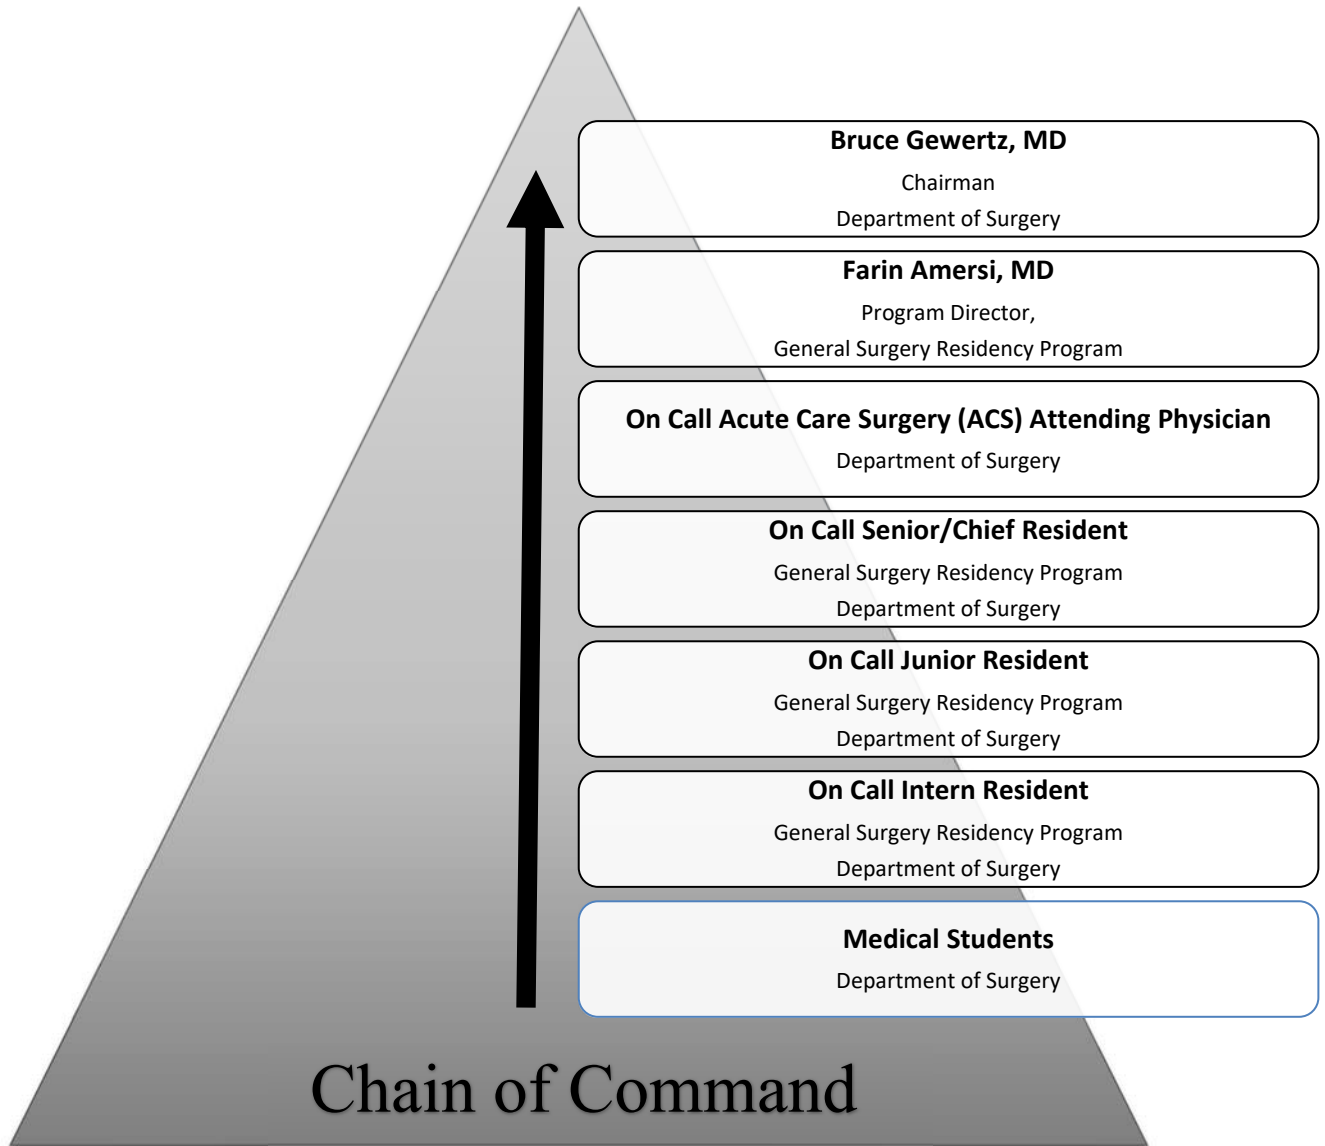 Bruce Gewertz, MD
Chairman
Department of Surgery
Farin Amersi, MD
Program Director,
General Surgery Residency Program
On Call Acute Care Surgery (ACS) Attending Physician
Department of Surgery
On Call Senior/Chief Resident
General Surgery Residency Program
Department of Surgery
On Call Junior Resident
General Surgery Residency Program
Department of Surgery
On Call Intern Resident
General Surgery Residency Program
Department of Surgery
Medical Students
Department of Surgery
Chain of Command